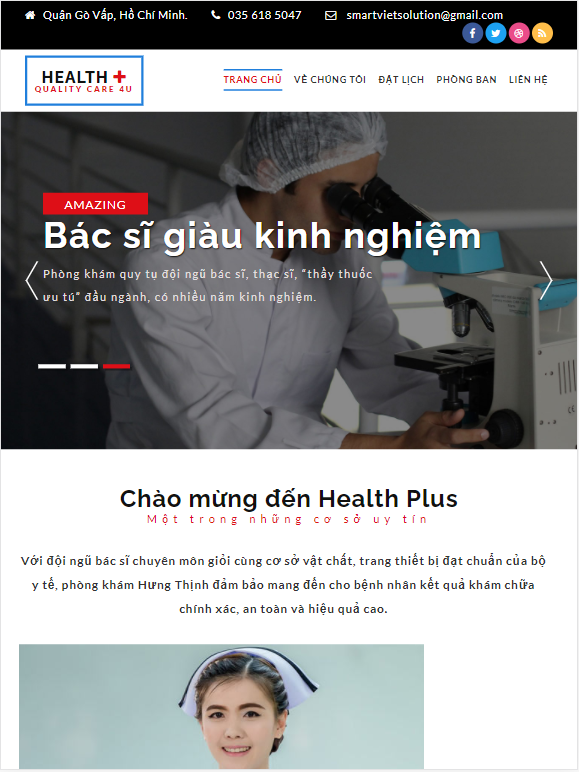 Quận Gò Vấp, Hồ Chí Minh. 035 618 5047 smartvietsolution@gmail.com
HEALTH
QUALITY CARE 4U
TRANG CHỦ VỀ CHÚNG TÔI ĐẶT LỊCH PHÒNG BAN LIÊN HỆ
AMAZING
Bác sĩ giàu kinh nghiệm
Phòng khám quy tụ đội ngũ bác sĩ, thạc sĩ, “thầy thuốc
ưu tú” đầu ngành, có nhiều năm kinh nghiệm.
Chào mừng đến Health Plus
Một trong những cơ sở uy tín
Với đội ngũ bác sĩ chuyên môn giỏi cùng cơ sở vật chất, trang thiết bị đạt chuẩn của bộ
y tế, phòng khám Hưng Thịnh đảm bảo mang đến cho bệnh nhân kết quả khám chữa
chính xác, an toàn và hiệu quả cao.